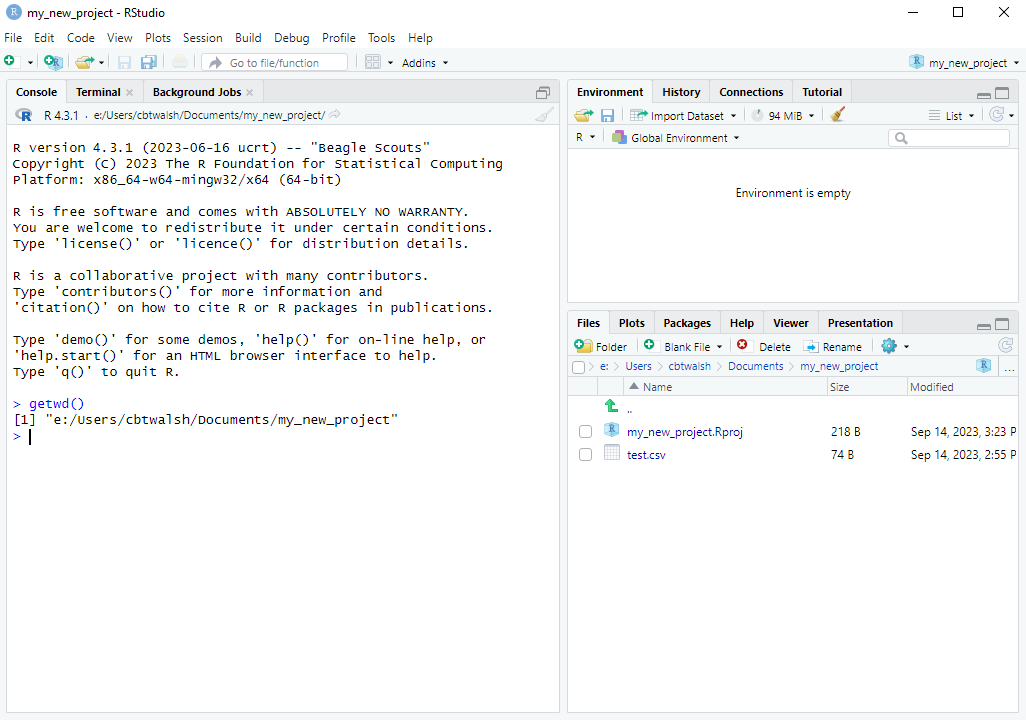 my_new_project - RStudio
File Edit Code View Plots Session Build Debug Profile Tools Help
Go to file/function Addins my_new_project
Console Terminal Background Jobs
R 4.3.1 · e:/Users/cbtwalsh/Documents/my_new_project/
R version 4.3.1 (2023-06-16 ucrt) -- "Beagle Scouts"
Copyright (C) 2023 The R Foundation for Statistical Computing
Platform: x86_64-w64-mingw32/x64 (64-bit)
R is free software and comes with ABSOLUTELY NO WARRANTY.
You are welcome to redistribute it under certain conditions.
Type 'license()' or 'licence()' for distribution details.
R is a collaborative project with many contributors.
Type 'contributors()' for more information and
'citation()' on how to cite R or R packages in publications.
Type 'demo()' for some demos, 'help()' for on-line help, or
'help.start()' for an HTML browser interface to help.
Type 'q()' to quit R.
> getwd()
[1] "e:/Users/cbtwalsh/Documents/my_new_project"
>
Environment History Connections Tutorial
Import Dataset 94 MiB List
R Global Environment
Environment is empty
Files Plots Packages Help Viewer Presentation
Folder Blank File Delete Rename
e: Users cbtwalsh Documents my_new_project ...
Name Size Modified
..
my_new_project.Rproj 218 B Sep 14, 2023, 3:23 P
test.csv 74 B Sep 14, 2023, 2:55 P